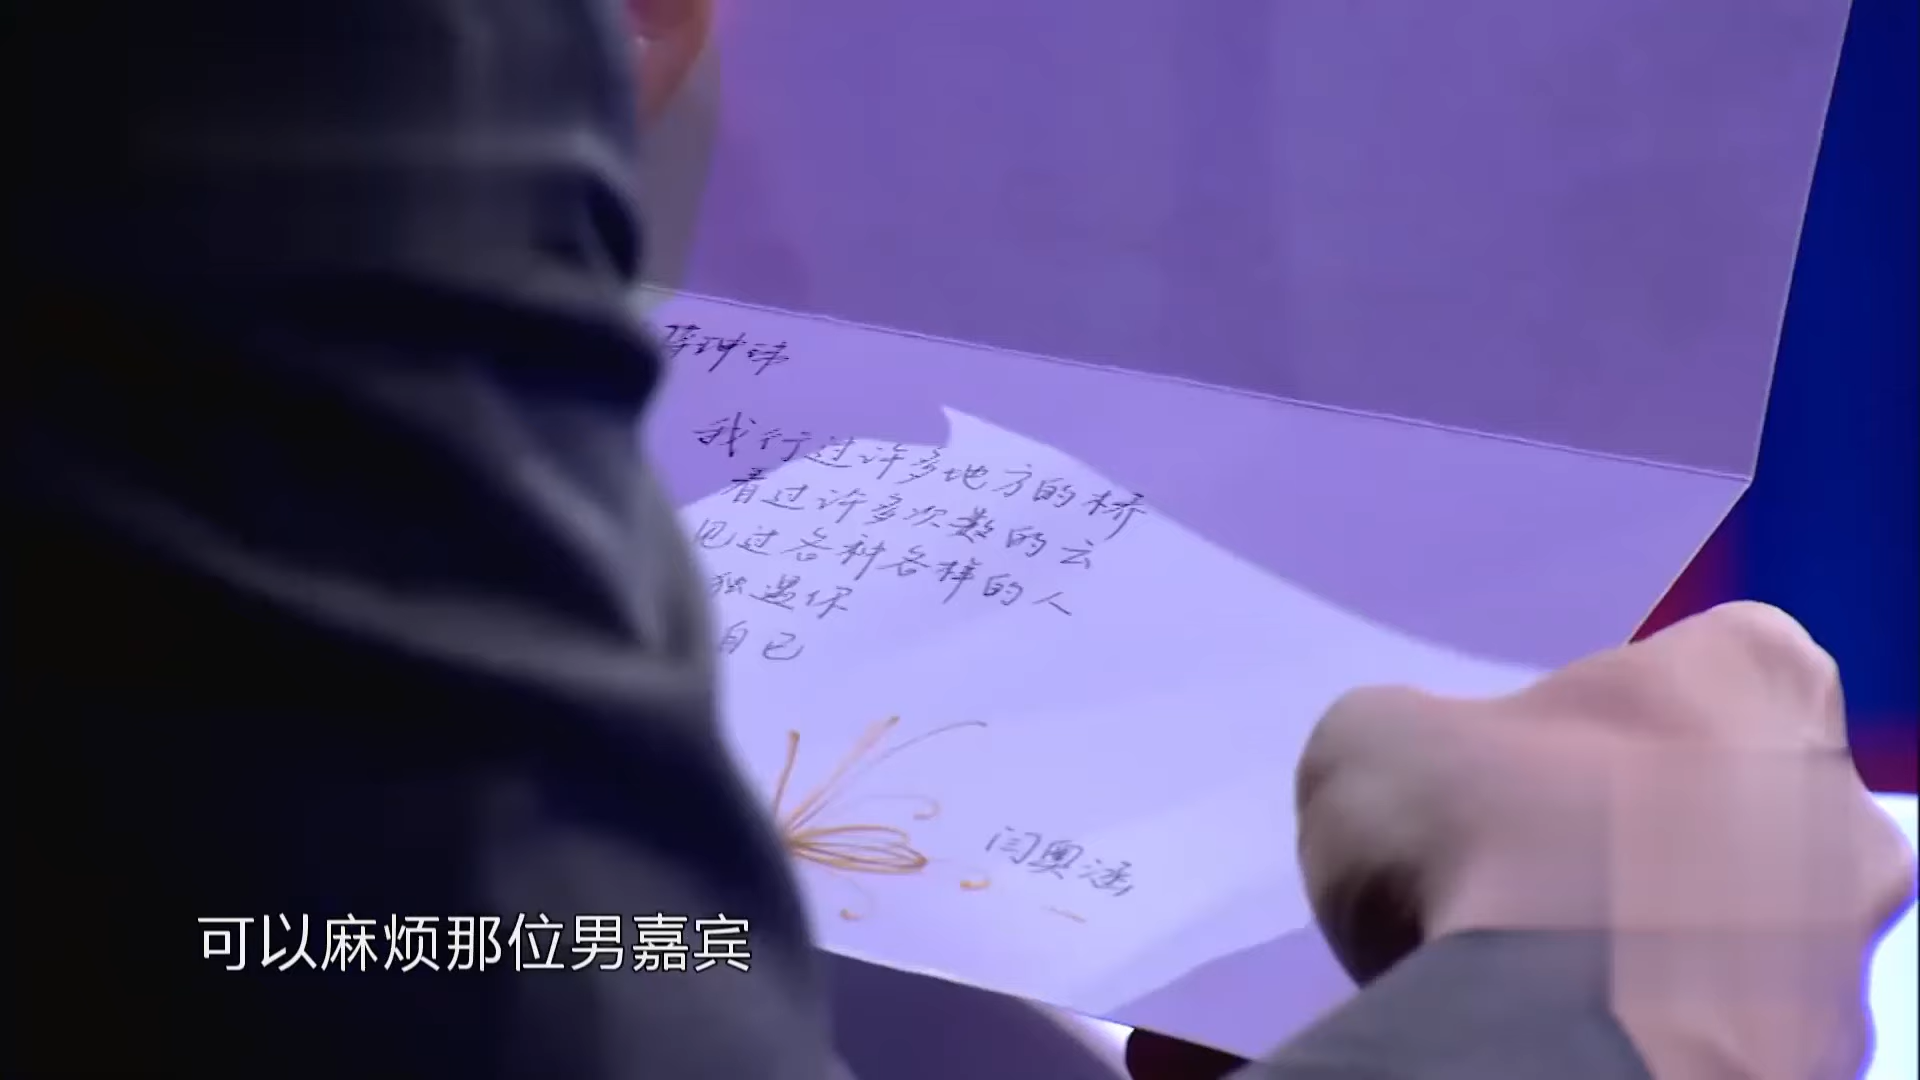 我行过许多地方的桥
看过许多次数的云
见过各种各样的人
独遇你
自己
闫奥涵
可以麻烦那位男嘉宾